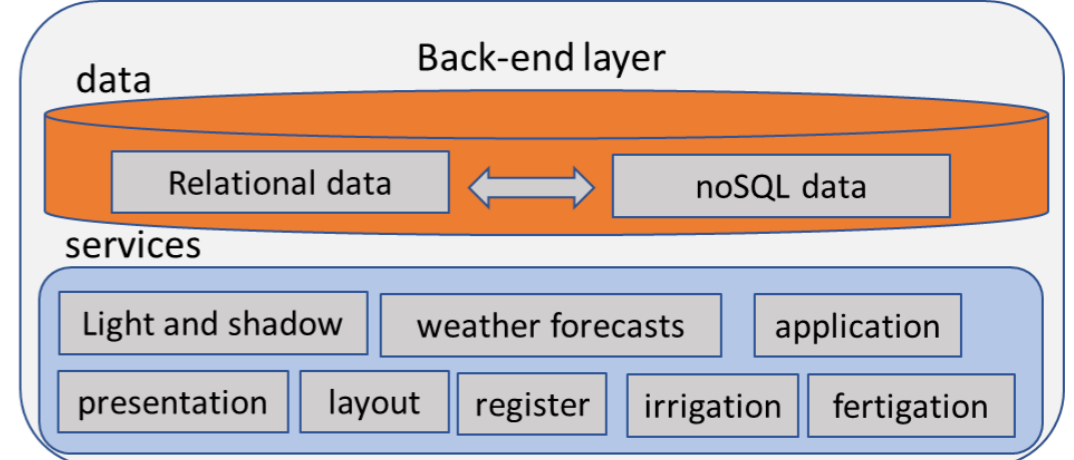 Back-end layer
data
Relational data
noSQL data
services
Light and shadow
weather forecasts
application
presentation
layout
register
irrigation
fertigation